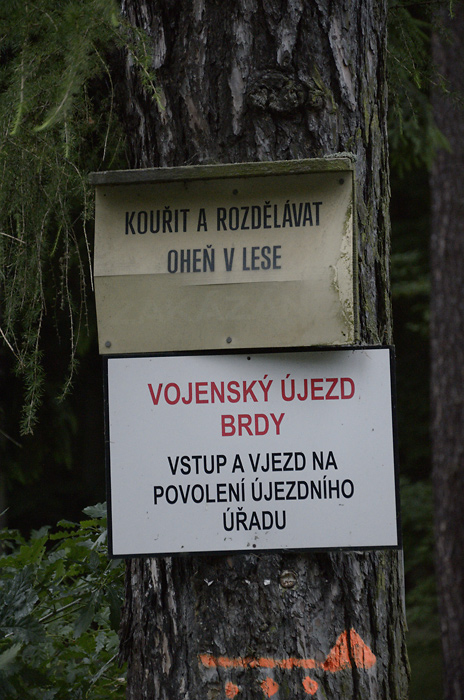 KOUŘIT A ROZDĚLÁVAT
OHEŇ V LESE
VOJENSKÝ ÚJEZD
BRDY
VSTUP A VJEZD NA
POVOLENÍ ÚJEZDNÍHO
ÚŘADU